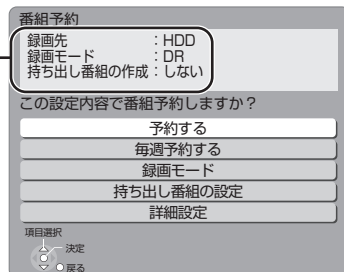 番組予約
録画先　　　　：HDD
録画モード　　：DR
持ち出し番組の作成：しない
この設定内容で番組予約しますか？
予約する
毎週予約する
録画モード
持ち出し番組の設定
詳細設定
項目選択
決定
戻る